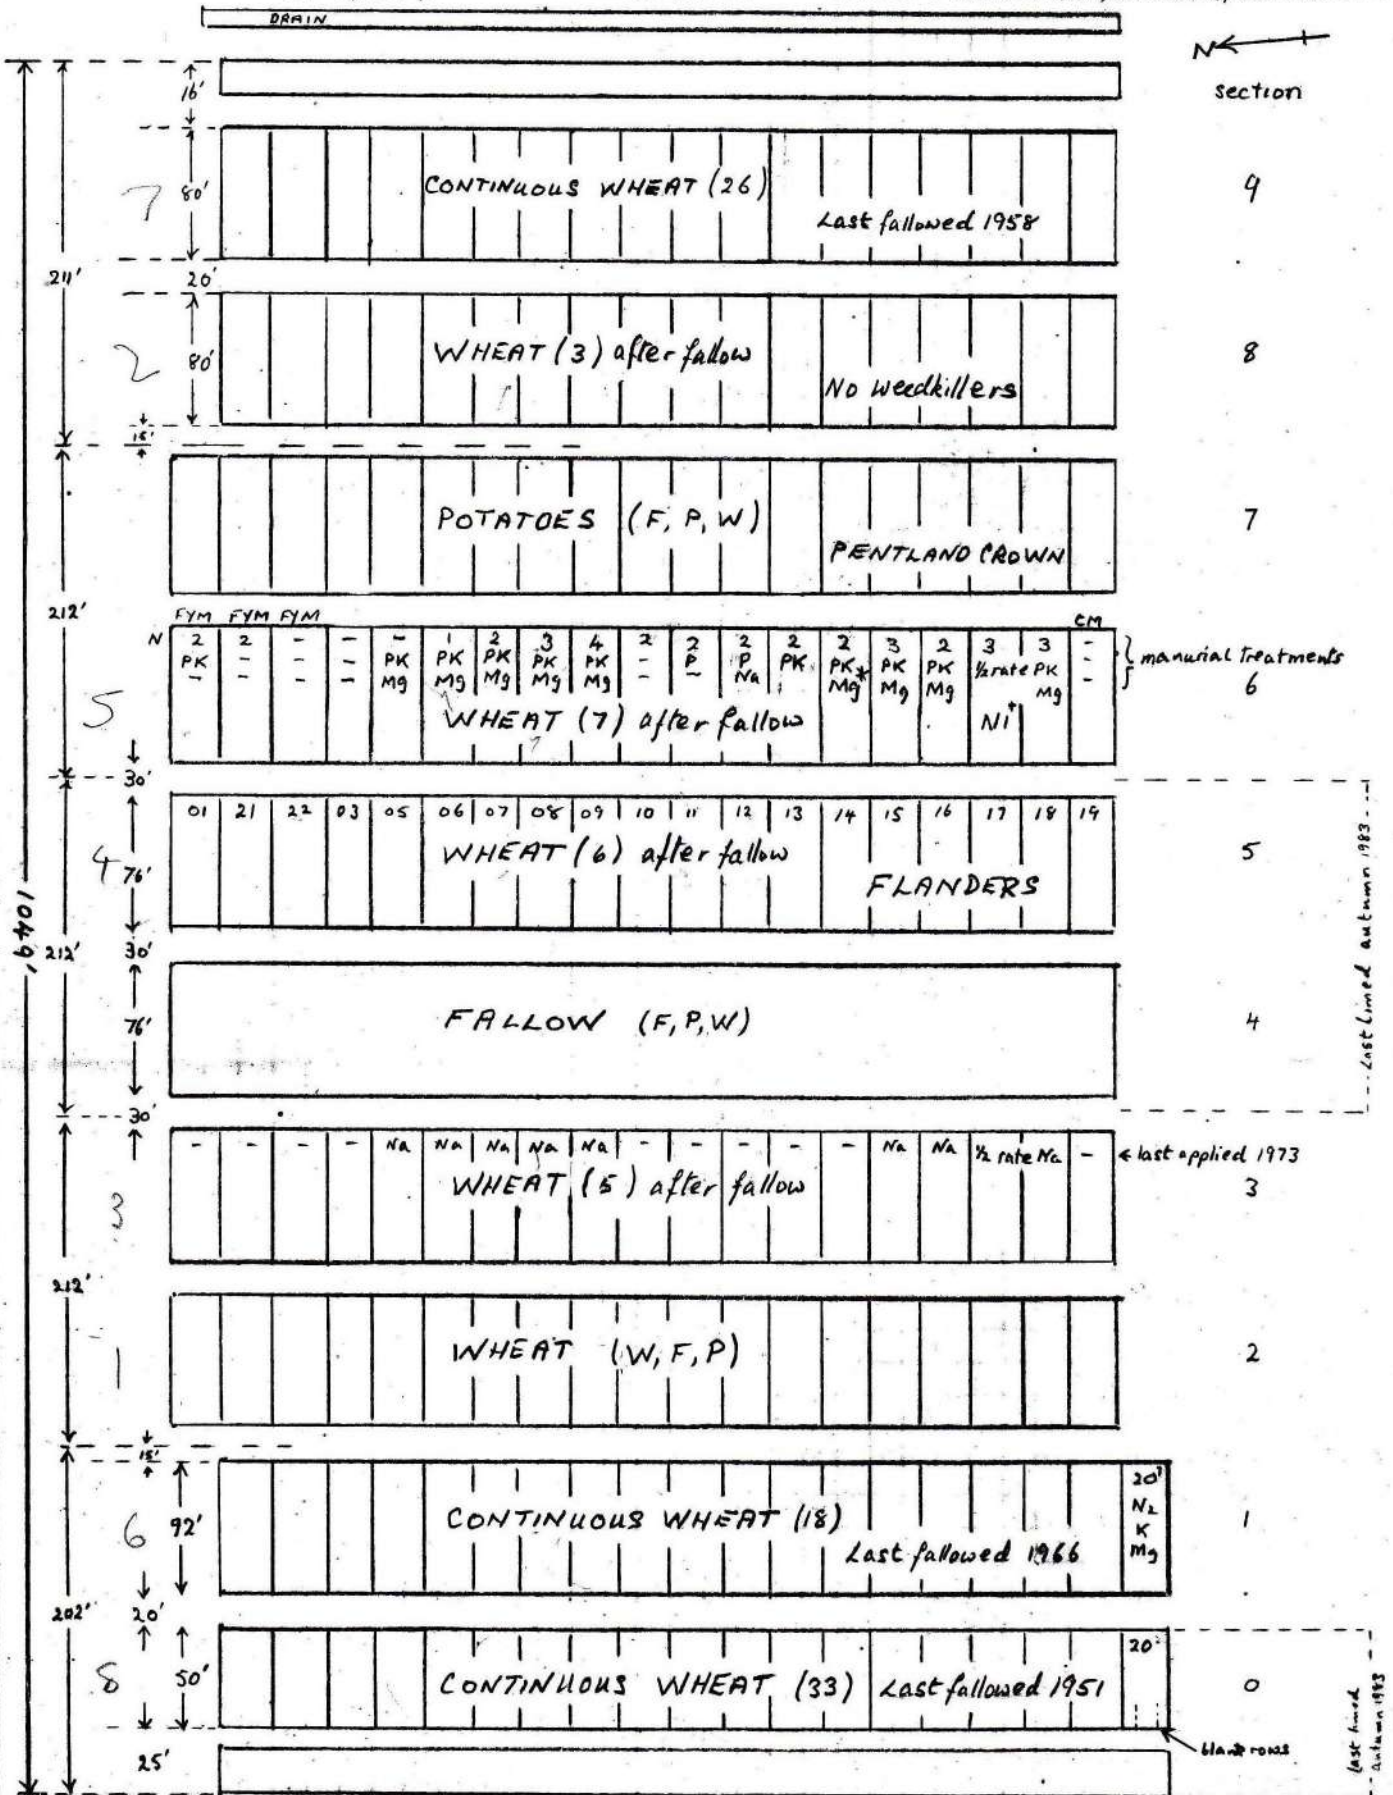 DRAIN
N
section
16'
7
80'
CONTINUOUS WHEAT (26)
Last fallowed 1958
9
211'
20'
2
80'
WHEAT (3) after fallow
No Weedkillers
8
15'
POTATOES (F, P, W)
PENTLAND CROWN
7
212'
FYM FYM FYM CM
N 2 2 - - - 1 2 3 4 2 2 2 2 2 3 2 3 3 -
PK - - - PK PK PK PK PK - P P PK PK* PK PK ½ rate PK -
- - - - Mg Mg Mg Mg Mg - - Na Mg Mg Mg Mg -
manurial treatments
6
5
WHEAT (7) after fallow
N1+
30'
01 21 22 03 05 06 07 08 09 10 11 12 13 14 15 16 17 18 19
4
76'
WHEAT (6) after fallow
FLANDERS
5
Last limed autumn 1983
1049'
212'
30'
76'
FALLOW (F, P, W)
4
30'
- - - - Na Na Na Na Na - - - - - Na Na ½ rate Na -
← last applied 1973
3
WHEAT (5) after fallow
3
212'
1
WHEAT (W, F, P)
2
15'
6
92'
CONTINUOUS WHEAT (18)
Last fallowed 1966
20'
N2
K
Mg
1
202'
20'
8
50'
CONTINUOUS WHEAT (33) Last fallowed 1951
20'
0
blank rows
last limed
autumn 1983
25'